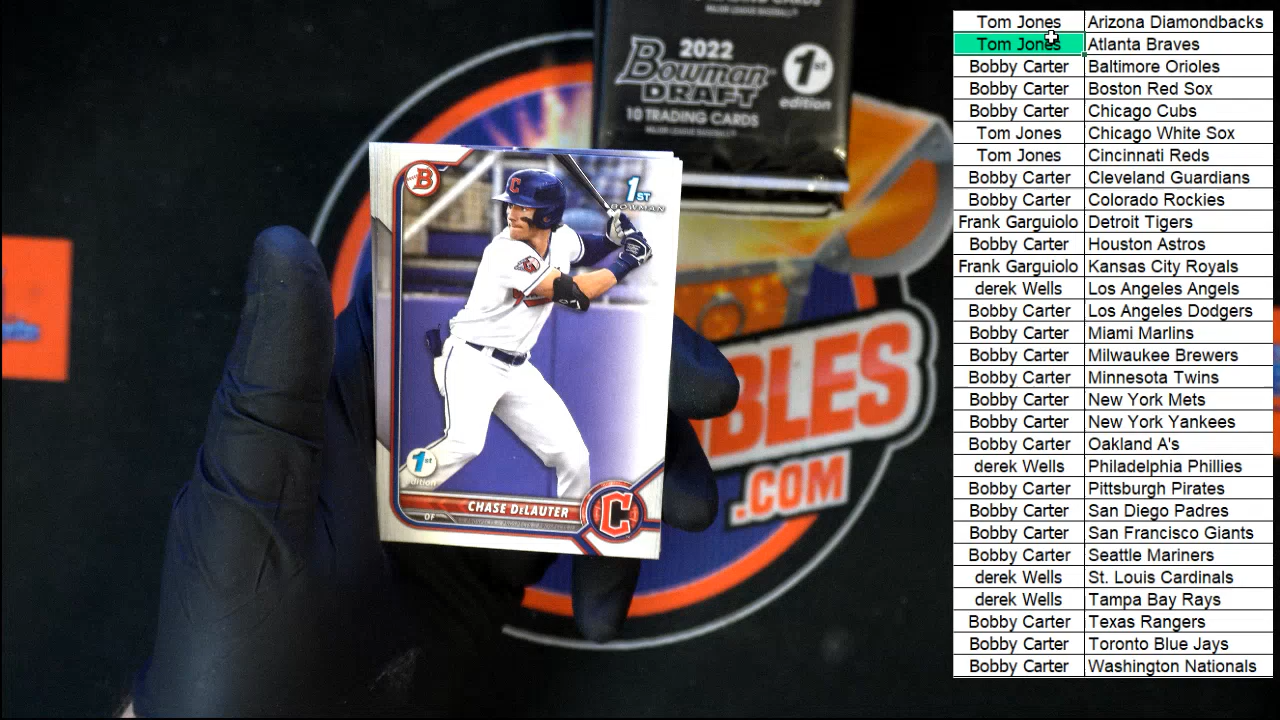 MAJOR LEAGUE BASEBALL
2022
Bowman
DRAFT
1st
edition
10 TRADING CARDS
MAJOR LEAGUE BASEBALL
B
C
1ST
BOWMAN
1st
edition
CHASE DeLAUTER
OF
C
BLES
.COM
Tom Jones Arizona Diamondbacks
Tom Jones Atlanta Braves
Bobby Carter Baltimore Orioles
Bobby Carter Boston Red Sox
Bobby Carter Chicago Cubs
Tom Jones Chicago White Sox
Tom Jones Cincinnati Reds
Bobby Carter Cleveland Guardians
Bobby Carter Colorado Rockies
Frank Garguiolo Detroit Tigers
Bobby Carter Houston Astros
Frank Garguiolo Kansas City Royals
derek Wells Los Angeles Angels
Bobby Carter Los Angeles Dodgers
Bobby Carter Miami Marlins
Bobby Carter Milwaukee Brewers
Bobby Carter Minnesota Twins
Bobby Carter New York Mets
Bobby Carter New York Yankees
Bobby Carter Oakland A's
derek Wells Philadelphia Phillies
Bobby Carter Pittsburgh Pirates
Bobby Carter San Diego Padres
Bobby Carter San Francisco Giants
Bobby Carter Seattle Mariners
derek Wells St. Louis Cardinals
derek Wells Tampa Bay Rays
Bobby Carter Texas Rangers
Bobby Carter Toronto Blue Jays
Bobby Carter Washington Nationals